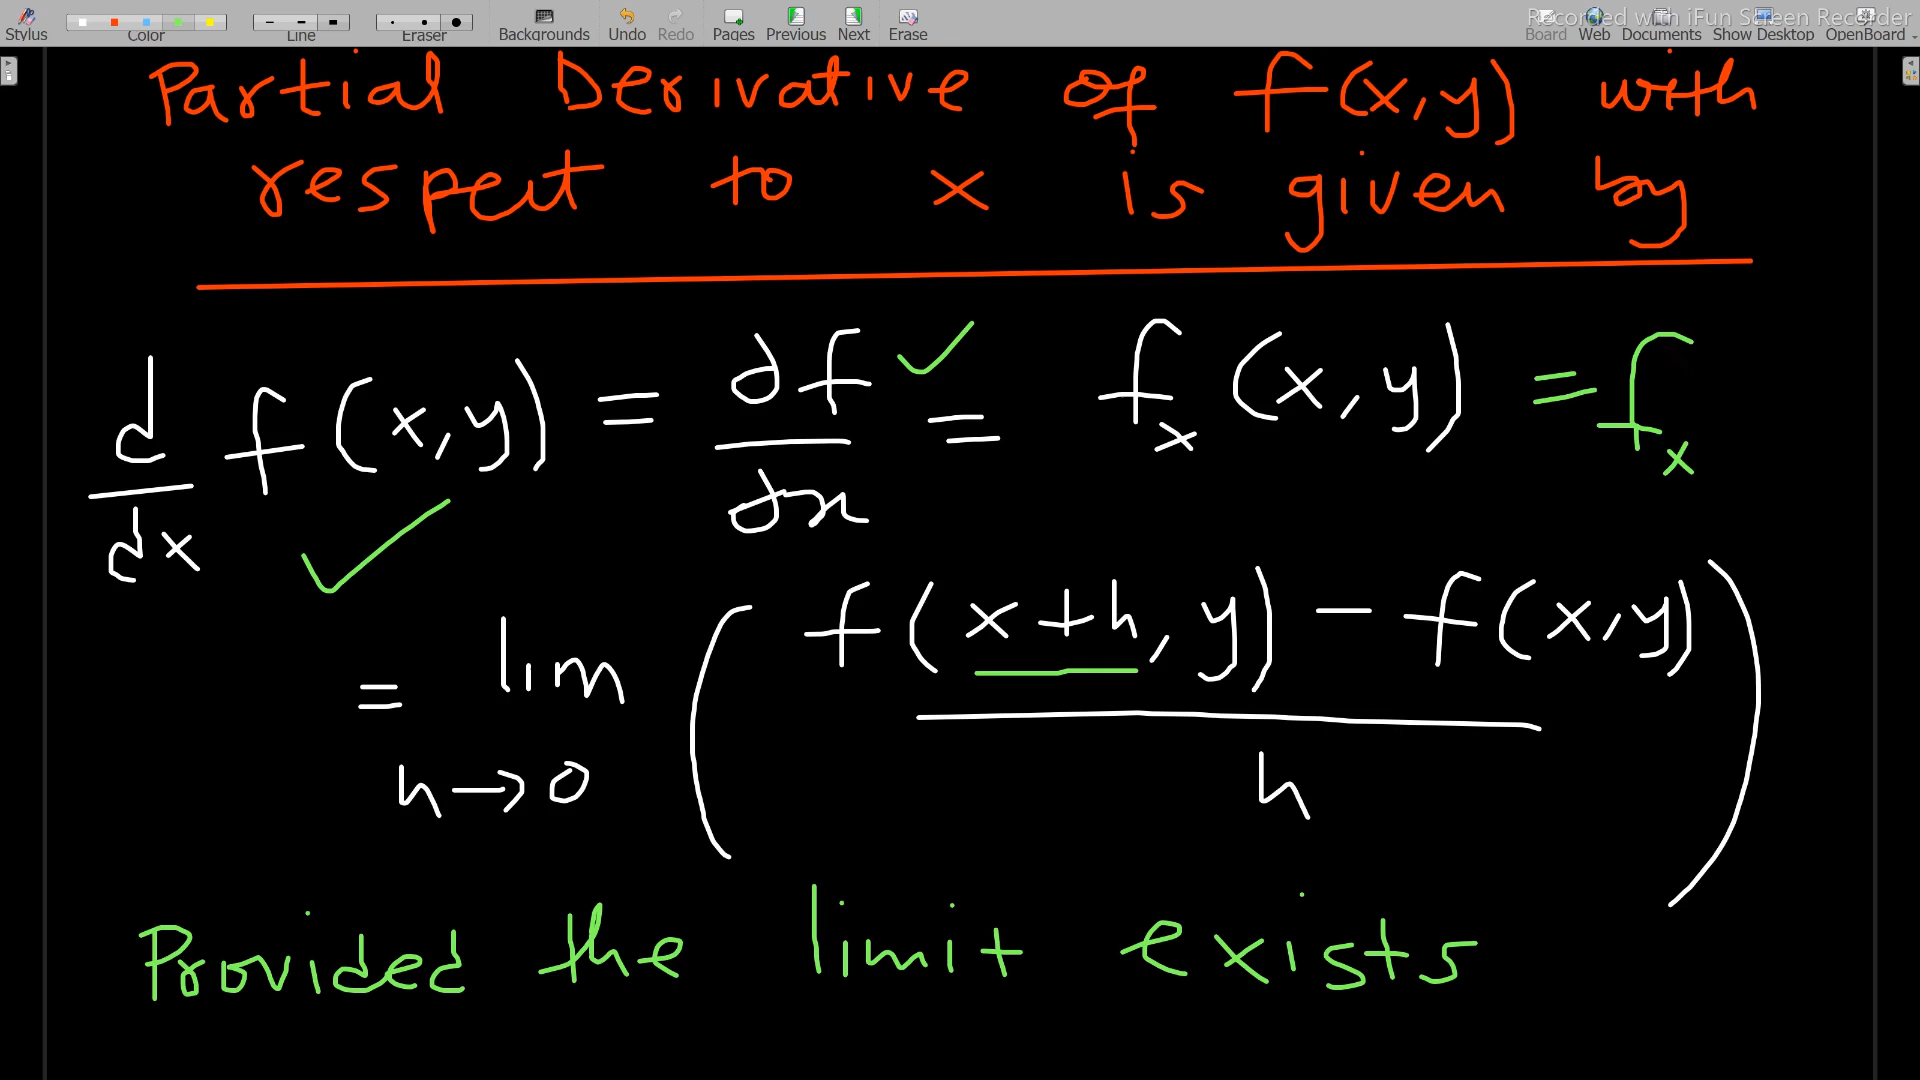 Recorded with iFun Screen Recorder
Stylus Color Line Eraser Backgrounds Undo Redo Pages Previous Next Erase Board Web Documents Show Desktop OpenBoard
Partial Derivative of f(x,y) with
respect to x is given by
d/dx f(x,y) = ∂f/∂x = f_x (x,y) = f_x
= lim h→0 ( (f(x+h, y) - f(x,y)) / h )
Provided the limit exists